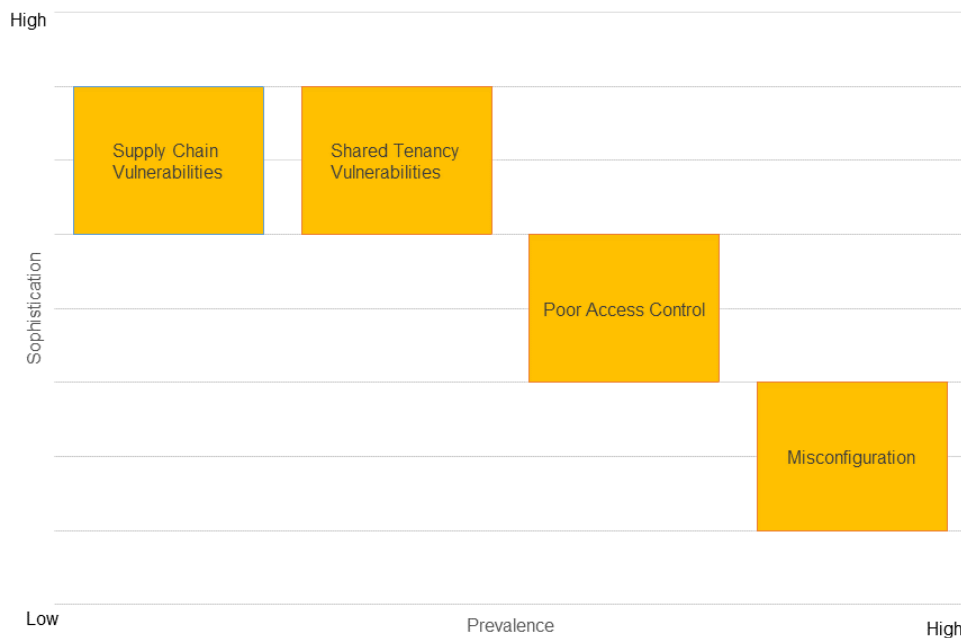 High
Supply Chain
Vulnerabilities
Shared Tenancy
Vulnerabilities
Sophistication
Poor Access Control
Misconfiguration
Low
Prevalence
High